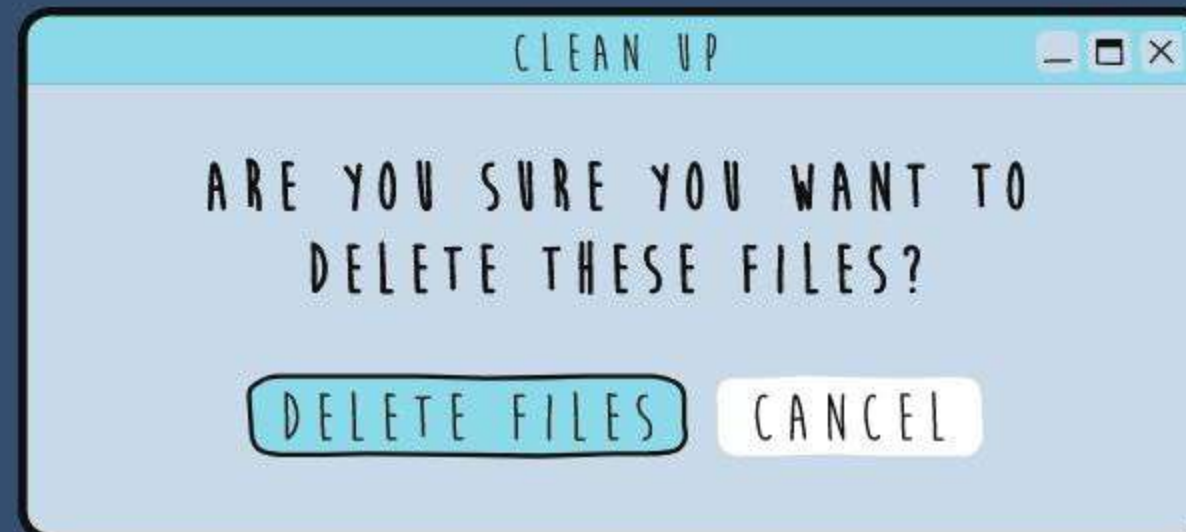 CLEAN UP
ARE YOU SURE YOU WANT TO
DELETE THESE FILES?
DELETE FILES
CANCEL